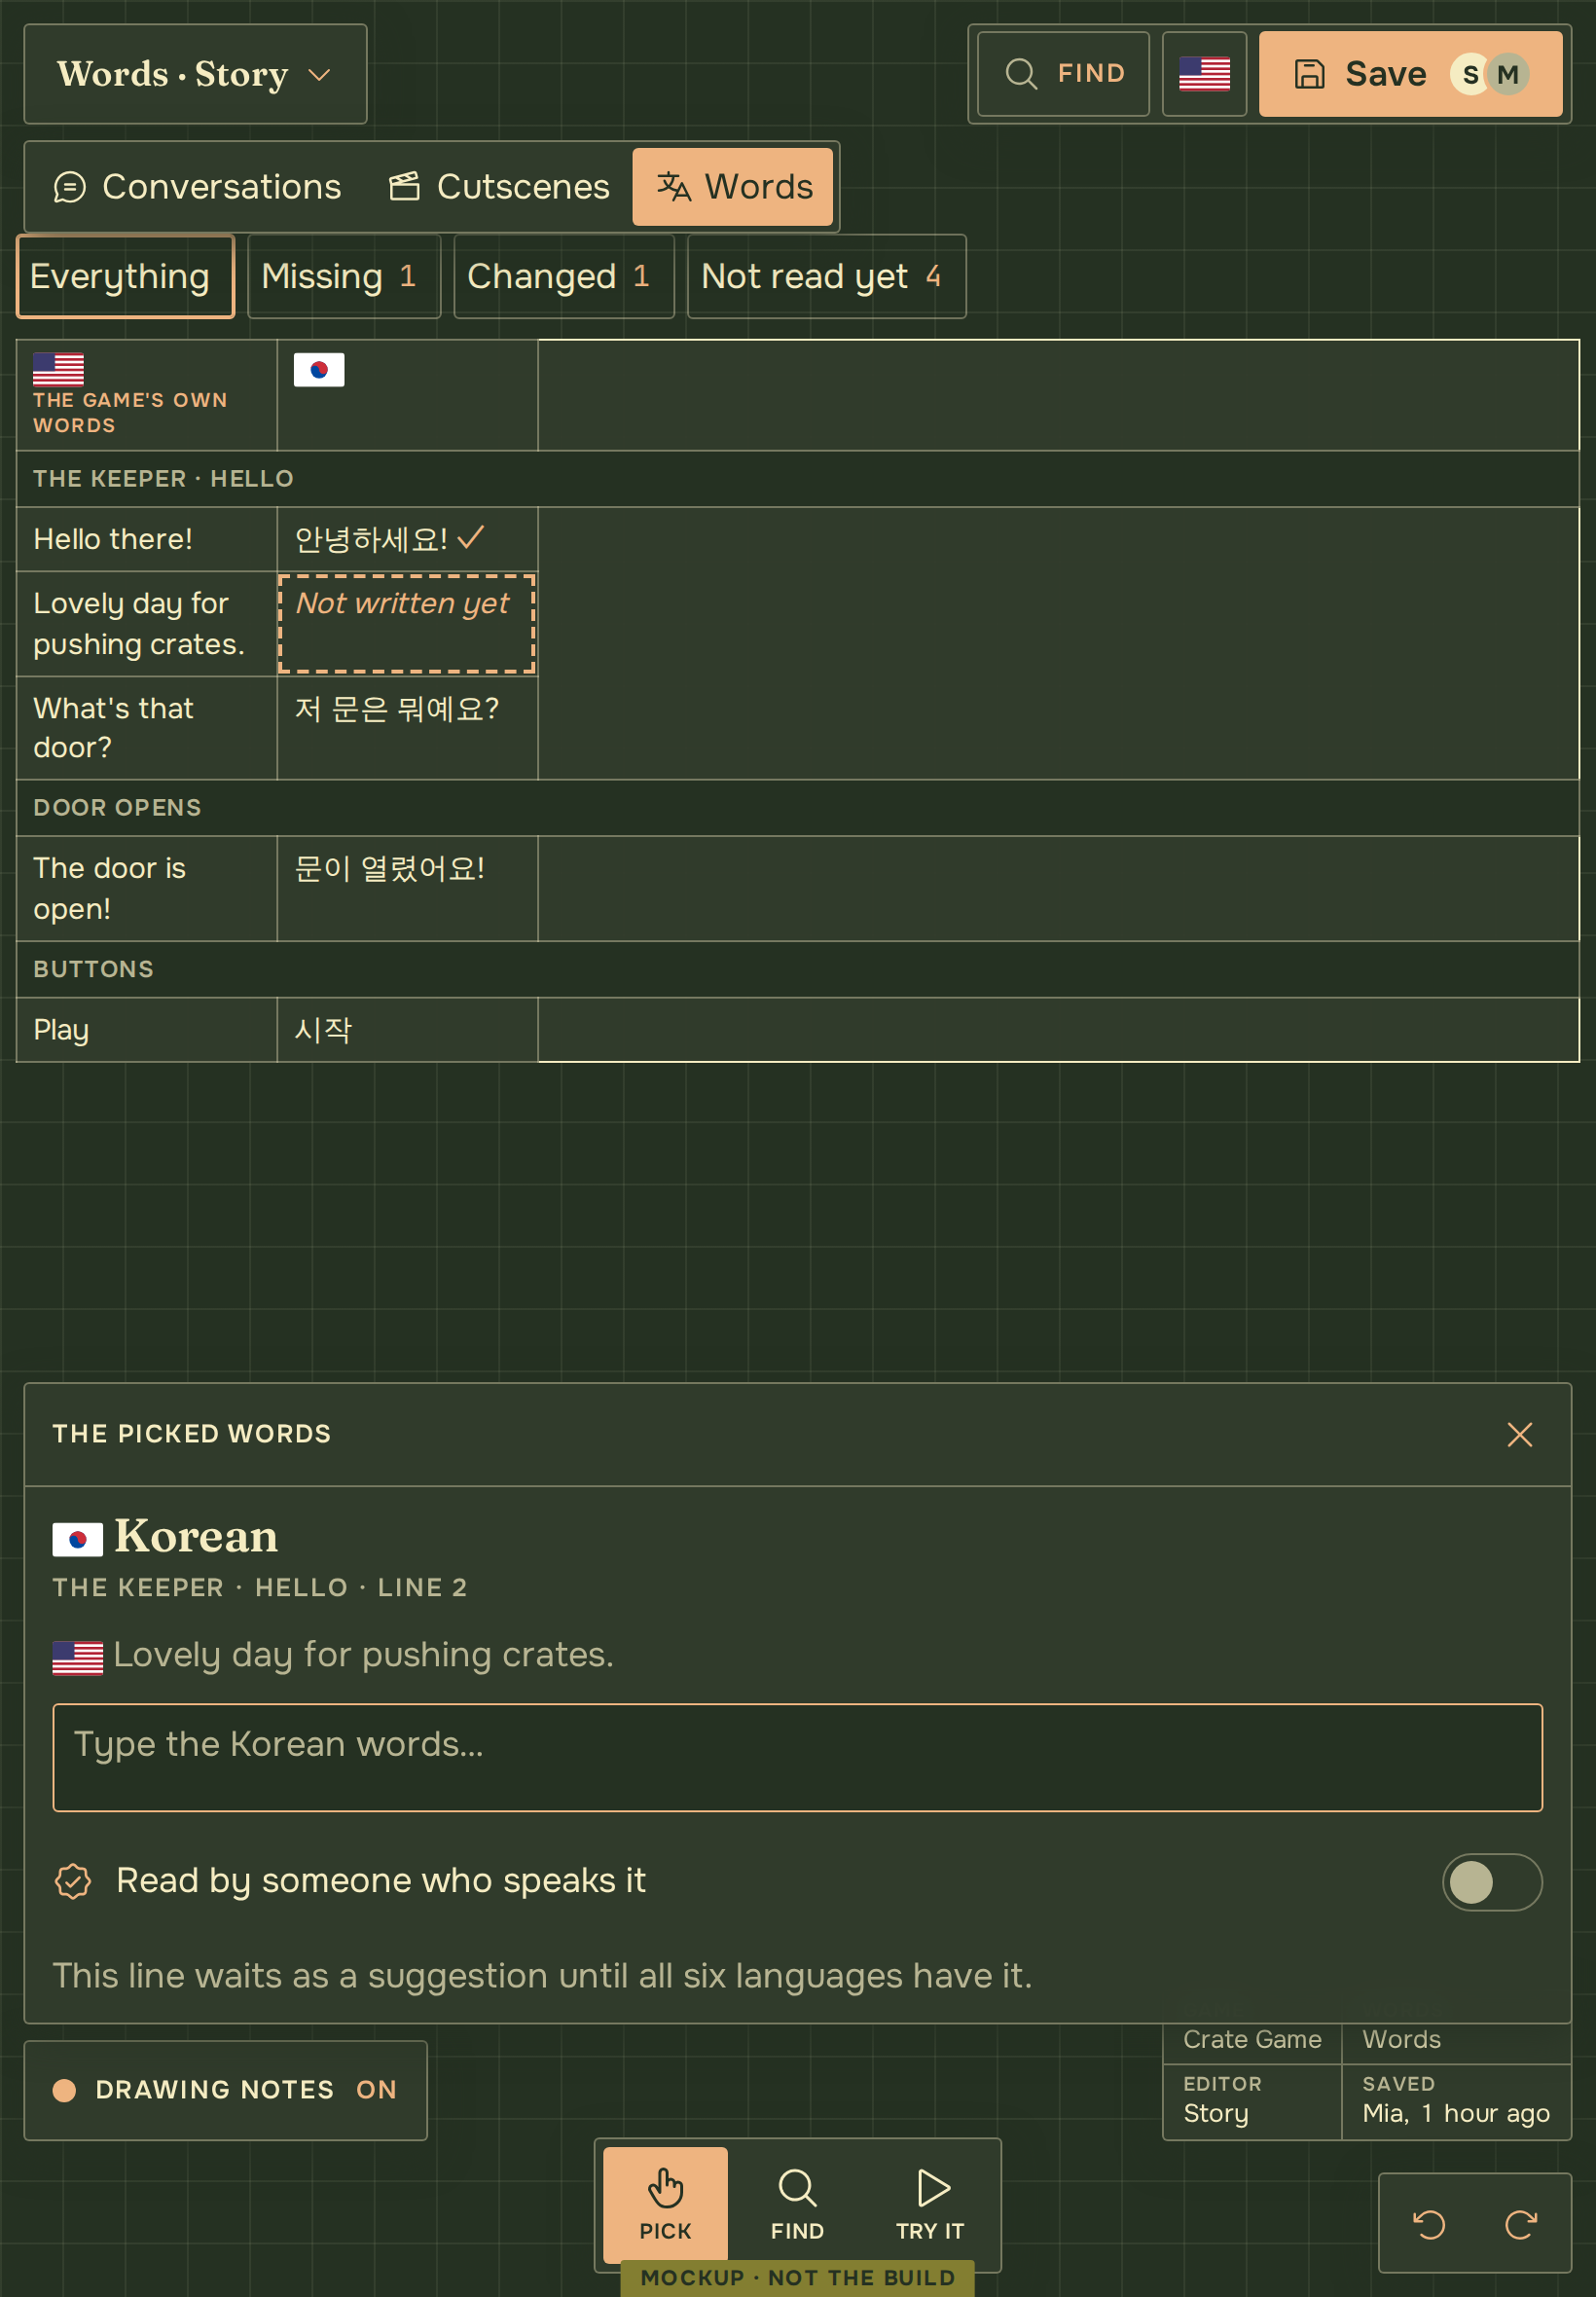 Words · Story
FIND
Save
S
M
Conversations
Cutscenes
Words
Everything
Missing 1
Changed 1
Not read yet 4
THE GAME'S OWN
WORDS
THE KEEPER · HELLO
Hello there!
안녕하세요!
Lovely day for
pushing crates.
Not written yet
What's that
door?
저 문은 뭐예요?
DOOR OPENS
The door is
open!
문이 열렸어요!
BUTTONS
Play
시작
THE PICKED WORDS
Korean
THE KEEPER · HELLO · LINE 2
Lovely day for pushing crates.
Type the Korean words...
Read by someone who speaks it
This line waits as a suggestion until all six languages have it.
Crate Game
Words
DRAWING NOTES ON
EDITOR
Story
SAVED
Mia, 1 hour ago
PICK
FIND
TRY IT
MOCKUP · NOT THE BUILD